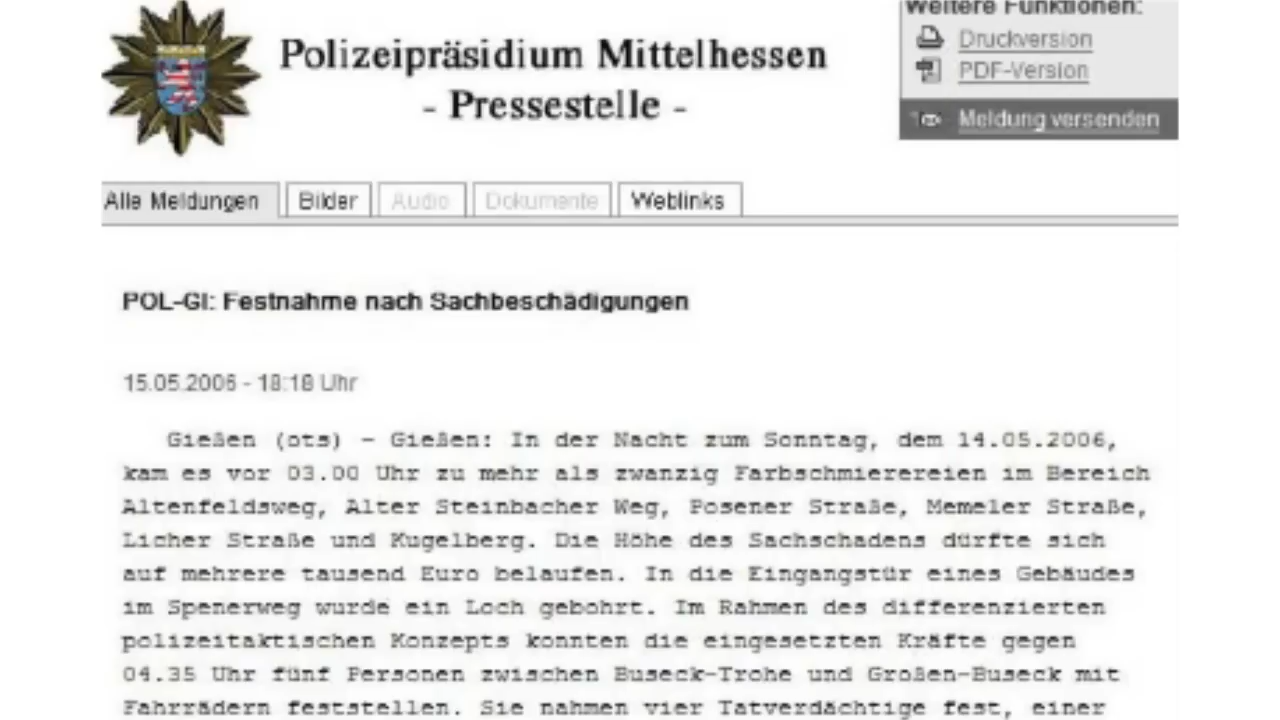 Weitere Funktionen:
Polizeipräsidium Mittelhessen
- Pressestelle -
Druckversion
PDF-Version
Meldung versenden
Alle Meldungen Bilder Audio Dokumente Weblinks
POL-GI: Festnahme nach Sachbeschädigungen
15.05.2006 - 18:18 Uhr
Gießen (ots) - Gießen: In der Nacht zum Sonntag, dem 14.05.2006,
kam es vor 03.00 Uhr zu mehr als zwanzig Farbschmierereien im Bereich
Altenfeldsweg, Alter Steinbacher Weg, Posener Straße, Memeler Straße,
Licher Straße und Kugelberg. Die Höhe des Sachschadens dürfte sich
auf mehrere tausend Euro belaufen. In die Eingangstür eines Gebäudes
im Spenerweg wurde ein Loch gebohrt. Im Rahmen des differenzierten
polizeitaktischen Konzepts konnten die eingesetzten Kräfte gegen
04.35 Uhr fünf Personen zwischen Buseck-Trohe und Großen-Buseck mit
Fahrrädern feststellen. Sie nahmen vier Tatverdächtige fest, einer